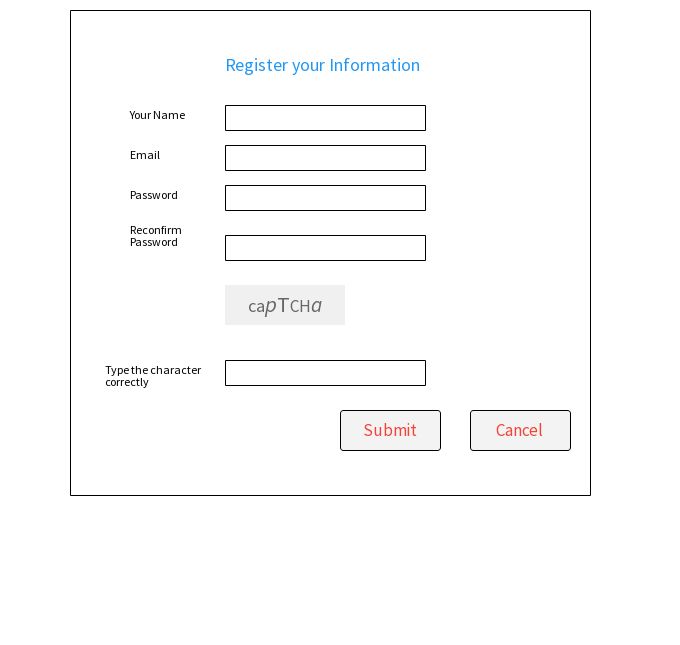 Register your Information
Your Name
Email
Password
Reconfirm
Password
capTCHa
Type the character
correctly
Submit
Cancel